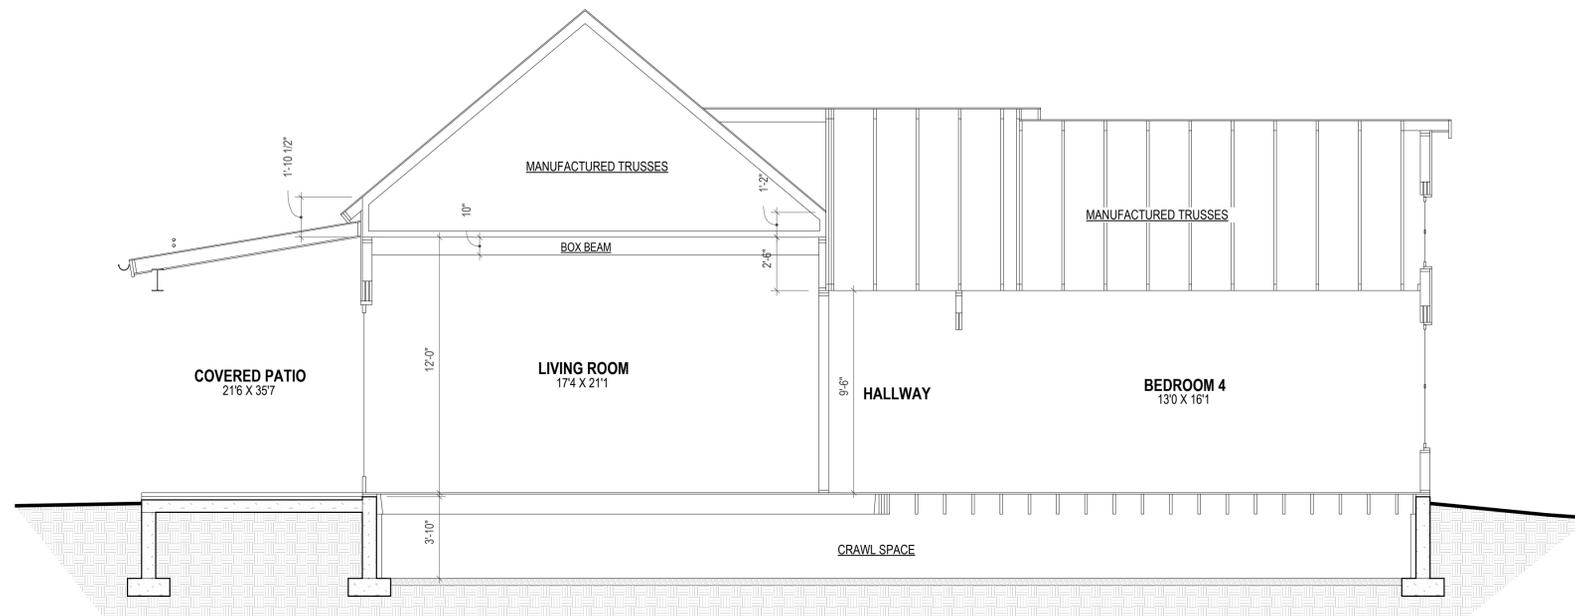 1'-10 1/2"
MANUFACTURED TRUSSES
1'-2"
10"
MANUFACTURED TRUSSES
BOX BEAM
2'-6"
12'-0"
LIVING ROOM
17'4 X 21'1
COVERED PATIO
21'6 X 35'7
9'-6"
HALLWAY
BEDROOM 4
13'0 X 16'1
3'-10"
CRAWL SPACE